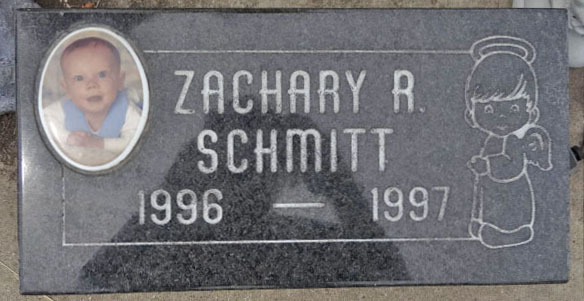 ZACHARY R.
SCHMITT
1996 — 1997